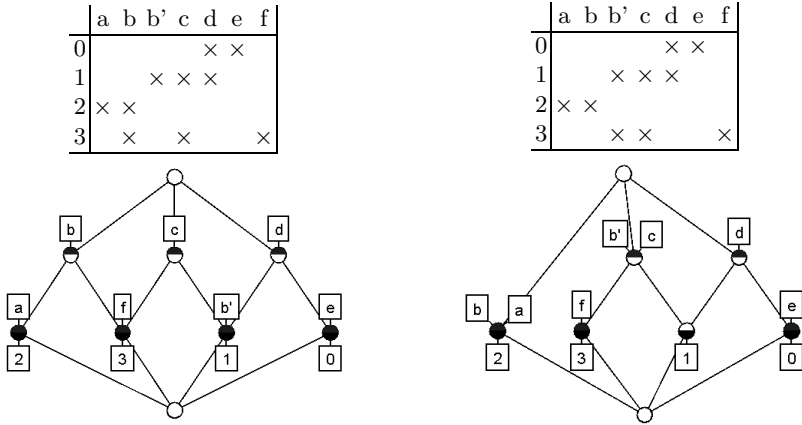 a b b' c d e f
0 × ×
1 × × ×
2 × ×
3 × × ×
a b b' c d e f
0 × ×
1 × × ×
2 × ×
3 × × ×
b c d
a f b' e
2 3 1 0
b' c d
b a f e
2 3 1 0